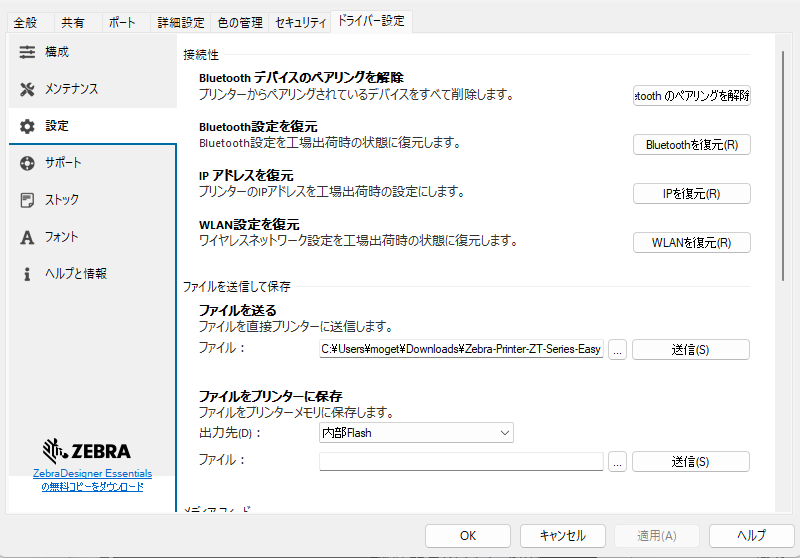 全般 共有 ポート 詳細設定 色の管理 セキュリティ ドライバー設定
構成
メンテナンス
設定
サポート
ストック
フォント
ヘルプと情報
ZEBRA
ZebraDesigner Essentials
の無料コピーをダウンロード
接続性
Bluetooth デバイスのペアリングを解除
プリンターからペアリングされているデバイスをすべて削除します。
tooth のペアリングを解除
Bluetooth設定を復元
Bluetooth設定を工場出荷時の状態に復元します。
Bluetoothを復元(R)
IP アドレスを復元
プリンターのIPアドレスを工場出荷時の設定にします。
IPを復元(R)
WLAN設定を復元
ワイヤレスネットワーク設定を工場出荷時の状態に復元します。
WLANを復元(R)
ファイルを送信して保存
ファイルを送る
ファイルを直接プリンターに送信します。
ファイル： C:¥Users¥moget¥Downloads¥Zebra-Printer-ZT-Series-Easy ... 送信(S)
ファイルをプリンターに保存
ファイルをプリンターメモリに保存します。
出力先(D)： 内部Flash
ファイル： ... 送信(S)
メディアフィード
OK キャンセル 適用(A) ヘルプ